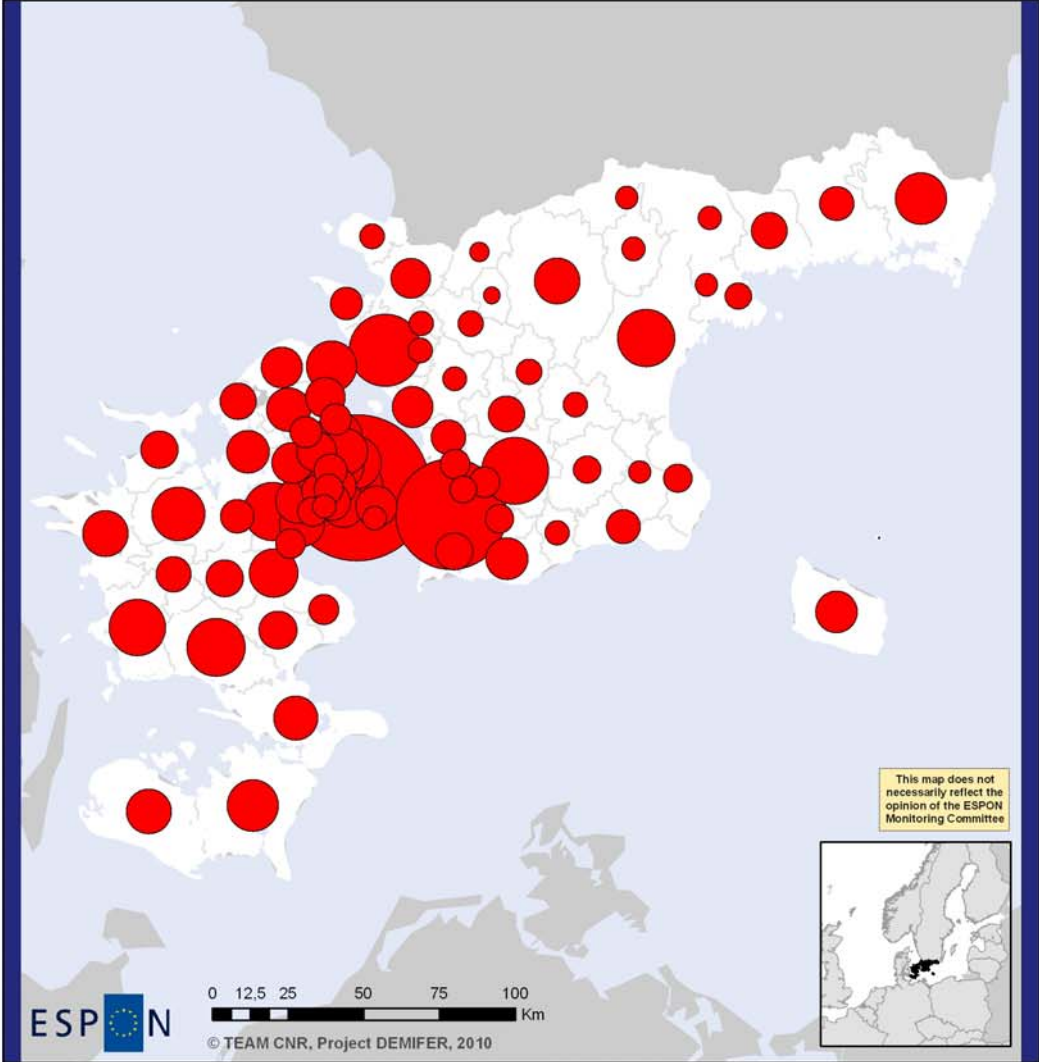 This map does not
necessarily reflect the
opinion of the ESPON
Monitoring Committee
0 12,5 25 50 75 100
Km
ESPON
© TEAM CNR, Project DEMIFER, 2010